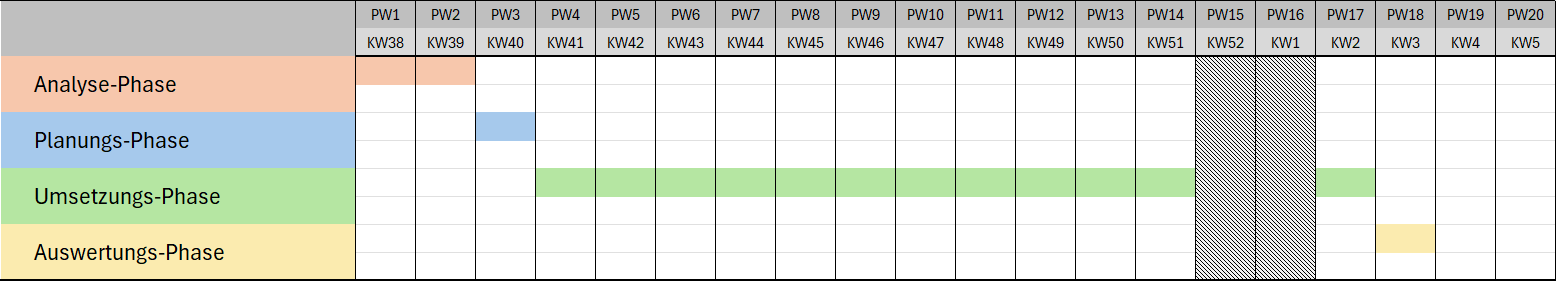 PW1 PW2 PW3 PW4 PW5 PW6 PW7 PW8 PW9 PW10 PW11 PW12 PW13 PW14 PW15 PW16 PW17 PW18 PW19 PW20
KW38 KW39 KW40 KW41 KW42 KW43 KW44 KW45 KW46 KW47 KW48 KW49 KW50 KW51 KW52 KW1 KW2 KW3 KW4 KW5
Analyse-Phase
Planungs-Phase
Umsetzungs-Phase
Auswertungs-Phase